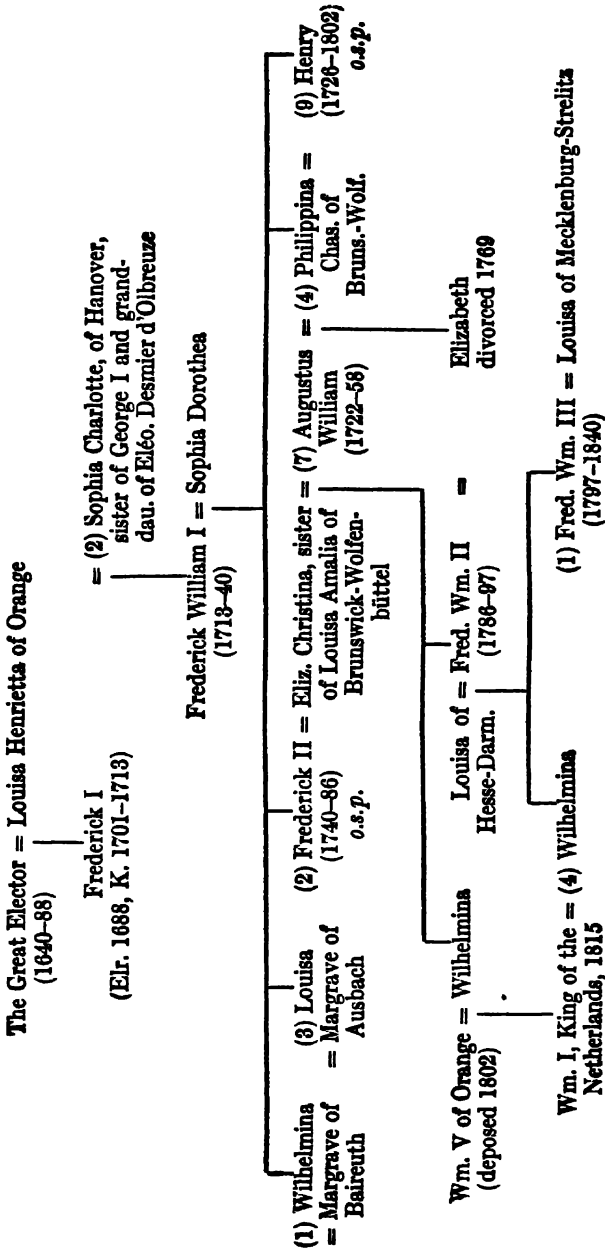 The Great Elector = Louisa Henrietta of Orange
(1640–88)
Frederick I
(Elr. 1688, K. 1701–1713)
= (2) Sophia Charlotte, of Hanover,
sister of George I and grand-
dau. of Eléo. Desmier d'Olbreuze
Frederick William I = Sophia Dorothea
(1713–40)
(1) Wilhelmina
= Margrave of
Baireuth
(3) Louisa
= Margrave of
Ausbach
(2) Frederick II = Eliz. Christina, sister = (7) Augustus = (4) Philippina =
(1740–86)
o.s.p.
of Louisa Amalia of
Brunswick-Wolfen-
büttel
William
(1722–58)
Chas. of
Bruns.-Wolf.
(9) Henry
(1726–1802)
o.s.p.
Wm. V of Orange = Wilhelmina
(deposed 1802)
Louisa of = Fred. Wm. II =
Hesse-Darm.
(1786–97)
Elizabeth
divorced 1769
Wm. I, King of the = (4) Wilhelmina
Netherlands, 1815
(1) Fred. Wm. III = Louisa of Mecklenburg-Strelitz
(1797–1840)